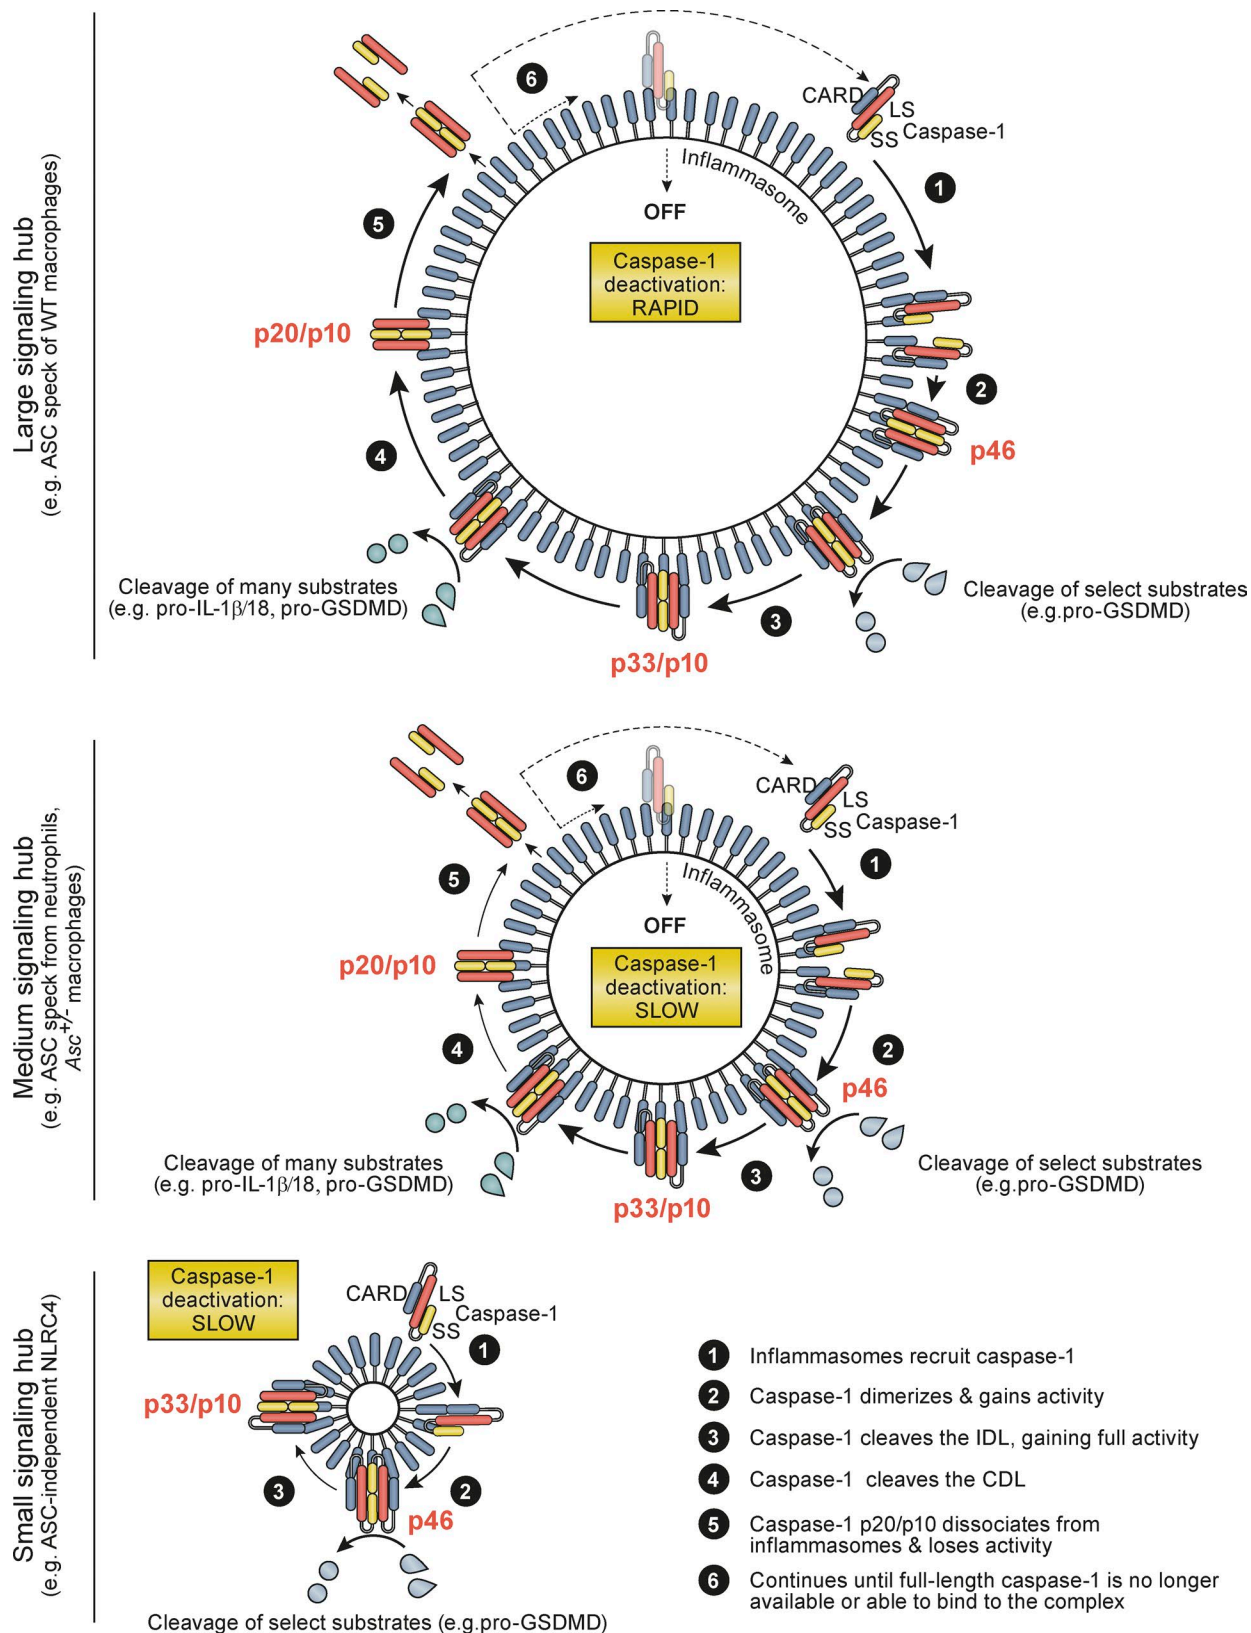 Large signaling hub
(e.g. ASC speck of WT macrophages)
6
CARD
LS
SS
Caspase-1
1
Inflammasome
OFF
Caspase-1
deactivation:
RAPID
5
p20/p10
2
p46
4
Cleavage of many substrates
(e.g. pro-IL-1β/18, pro-GSDMD)
Cleavage of select substrates
(e.g.pro-GSDMD)
3
p33/p10
Medium signaling hub
(e.g. ASC speck from neutrophils,
Asc+/- macrophages)
6
CARD
LS
SS
Caspase-1
1
Inflammasome
OFF
Caspase-1
deactivation:
SLOW
5
p20/p10
4
2
p46
Cleavage of many substrates
(e.g. pro-IL-1β/18, pro-GSDMD)
Cleavage of select substrates
(e.g.pro-GSDMD)
3
p33/p10
Small signaling hub
(e.g. ASC-independent NLRC4)
Caspase-1
deactivation:
SLOW
CARD
LS
SS
Caspase-1
1
p33/p10
3
2
p46
Cleavage of select substrates (e.g.pro-GSDMD)
1 Inflammasomes recruit caspase-1
2 Caspase-1 dimerizes & gains activity
3 Caspase-1 cleaves the IDL, gaining full activity
4 Caspase-1 cleaves the CDL
5 Caspase-1 p20/p10 dissociates from
inflammasomes & loses activity
6 Continues until full-length caspase-1 is no longer
available or able to bind to the complex